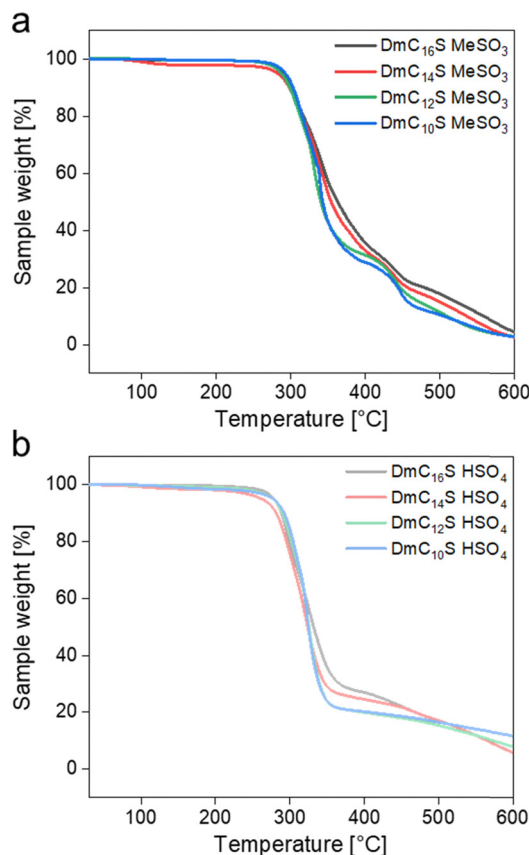 a
100
80
60
40
20
0
Sample weight [%]
DmC₁₆S MeSO₃
DmC₁₄S MeSO₃
DmC₁₂S MeSO₃
DmC₁₀S MeSO₃
100 200 300 400 500 600
Temperature [°C]
b
100
80
60
40
20
0
Sample weight [%]
DmC₁₆S HSO₄
DmC₁₄S HSO₄
DmC₁₂S HSO₄
DmC₁₀S HSO₄
100 200 300 400 500 600
Temperature [°C]